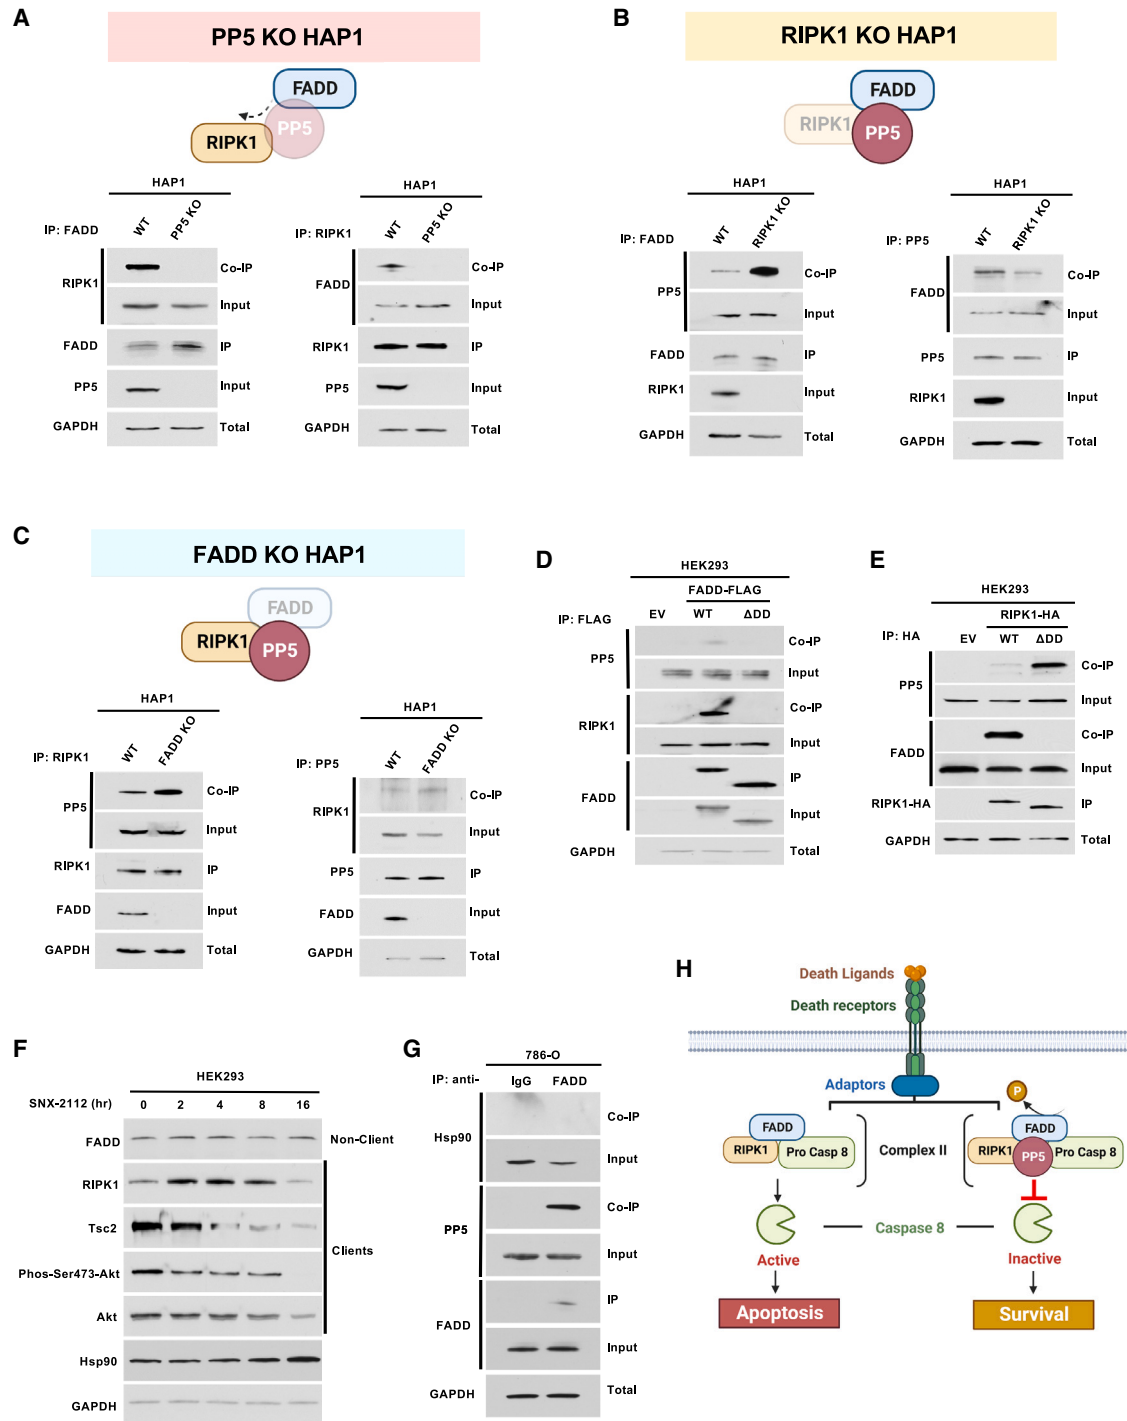 A
PP5 KO HAP1
FADD
PP5
RIPK1
HAP1
IP: FADD
WT
PP5 KO
RIPK1
Co-IP
Input
FADD
IP
PP5
Input
GAPDH
Total
HAP1
IP: RIPK1
WT
PP5 KO
FADD
Co-IP
Input
RIPK1
IP
PP5
Input
GAPDH
Total
B
RIPK1 KO HAP1
FADD
RIPK1
PP5
HAP1
IP: FADD
WT
RIPK1 KO
PP5
Co-IP
Input
FADD
IP
RIPK1
Input
GAPDH
Total
HAP1
IP: PP5
WT
RIPK1 KO
FADD
Co-IP
Input
PP5
IP
RIPK1
Input
GAPDH
Total
C
FADD KO HAP1
FADD
RIPK1
PP5
HAP1
IP: RIPK1
WT
FADD KO
PP5
Co-IP
Input
RIPK1
IP
FADD
Input
GAPDH
Total
HAP1
IP: PP5
WT
FADD KO
RIPK1
Co-IP
Input
PP5
IP
FADD
Input
GAPDH
Total
D
HEK293
FADD-FLAG
IP: FLAG
EV
WT
ΔDD
PP5
Co-IP
Input
RIPK1
Co-IP
Input
FADD
IP
Input
GAPDH
Total
E
HEK293
RIPK1-HA
IP: HA
EV
WT
ΔDD
PP5
Co-IP
Input
FADD
Co-IP
Input
RIPK1-HA
IP
GAPDH
Total
F
HEK293
SNX-2112 (hr)
0
2
4
8
16
FADD
Non-Client
RIPK1
Tsc2
Clients
Phos-Ser473-Akt
Akt
Hsp90
GAPDH
G
786-O
IP: anti-
IgG
FADD
Hsp90
Co-IP
Input
PP5
Co-IP
Input
FADD
IP
Input
GAPDH
Total
H
Death Ligands
Death receptors
Adaptors
P
FADD
RIPK1
Pro Casp 8
Complex II
FADD
RIPK1
PP5
Pro Casp 8
Caspase 8
Active
Inactive
Apoptosis
Survival